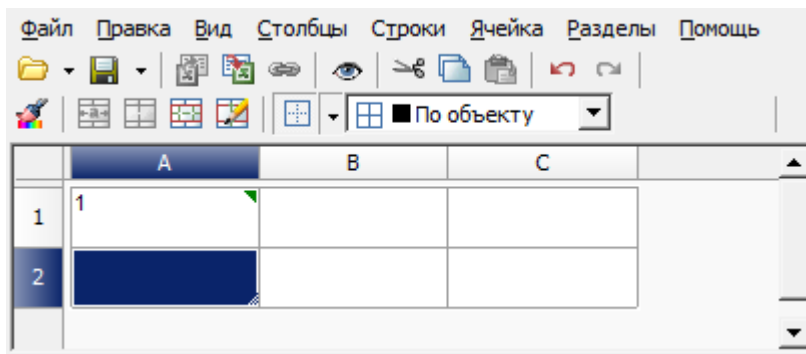 Файл Правка Вид Столбцы Строки Ячейка Разделы Помощь
По объекту
A B C
1 1
2